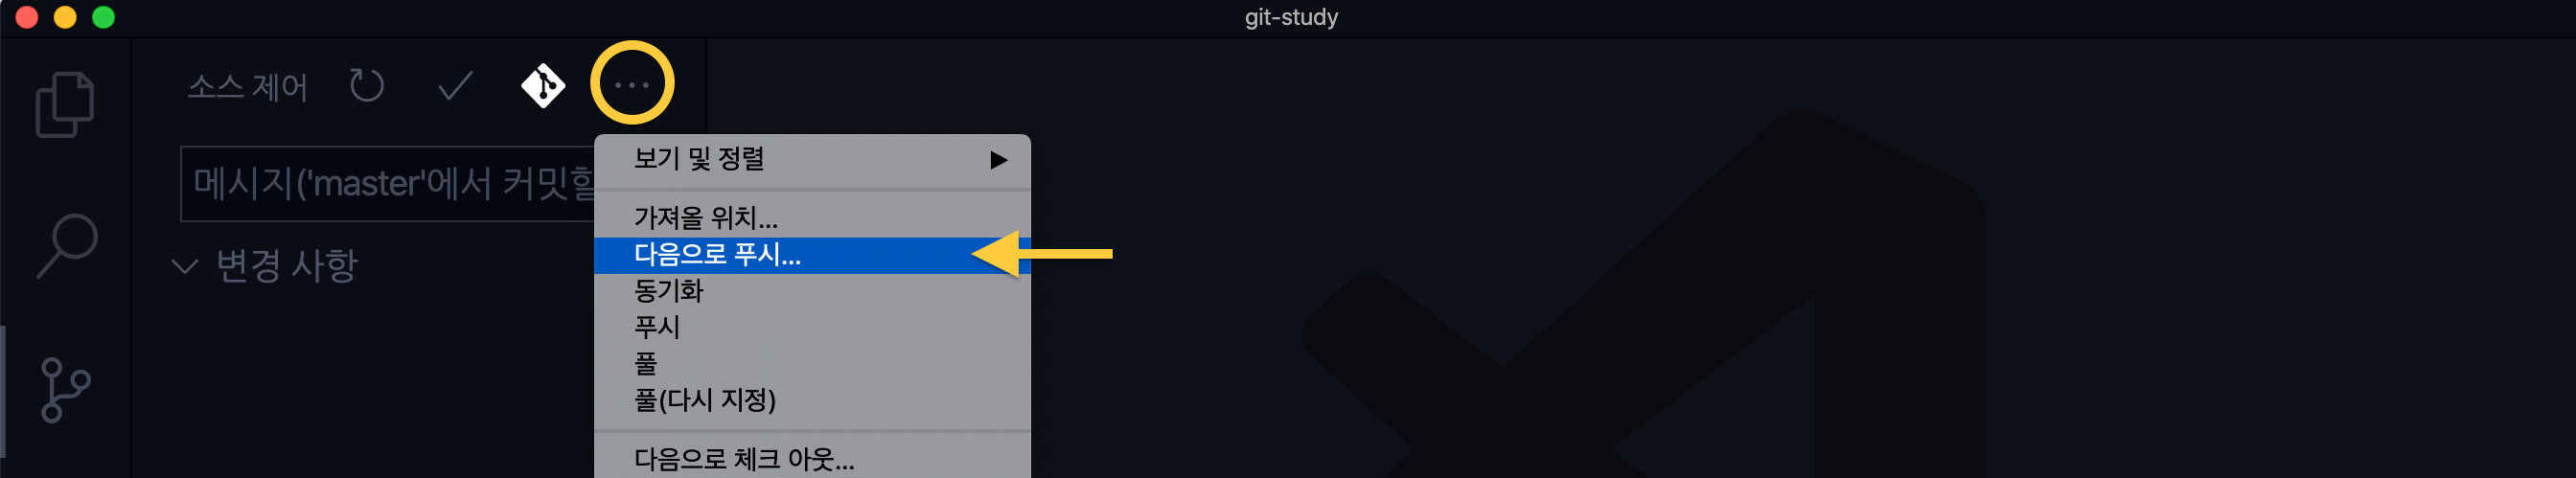 git-study
소스 제어
메시지('master'에서 커밋할
변경 사항
보기 및 정렬
가져올 위치...
다음으로 푸시...
동기화
푸시
풀
풀(다시 지정)
다음으로 체크 아웃...